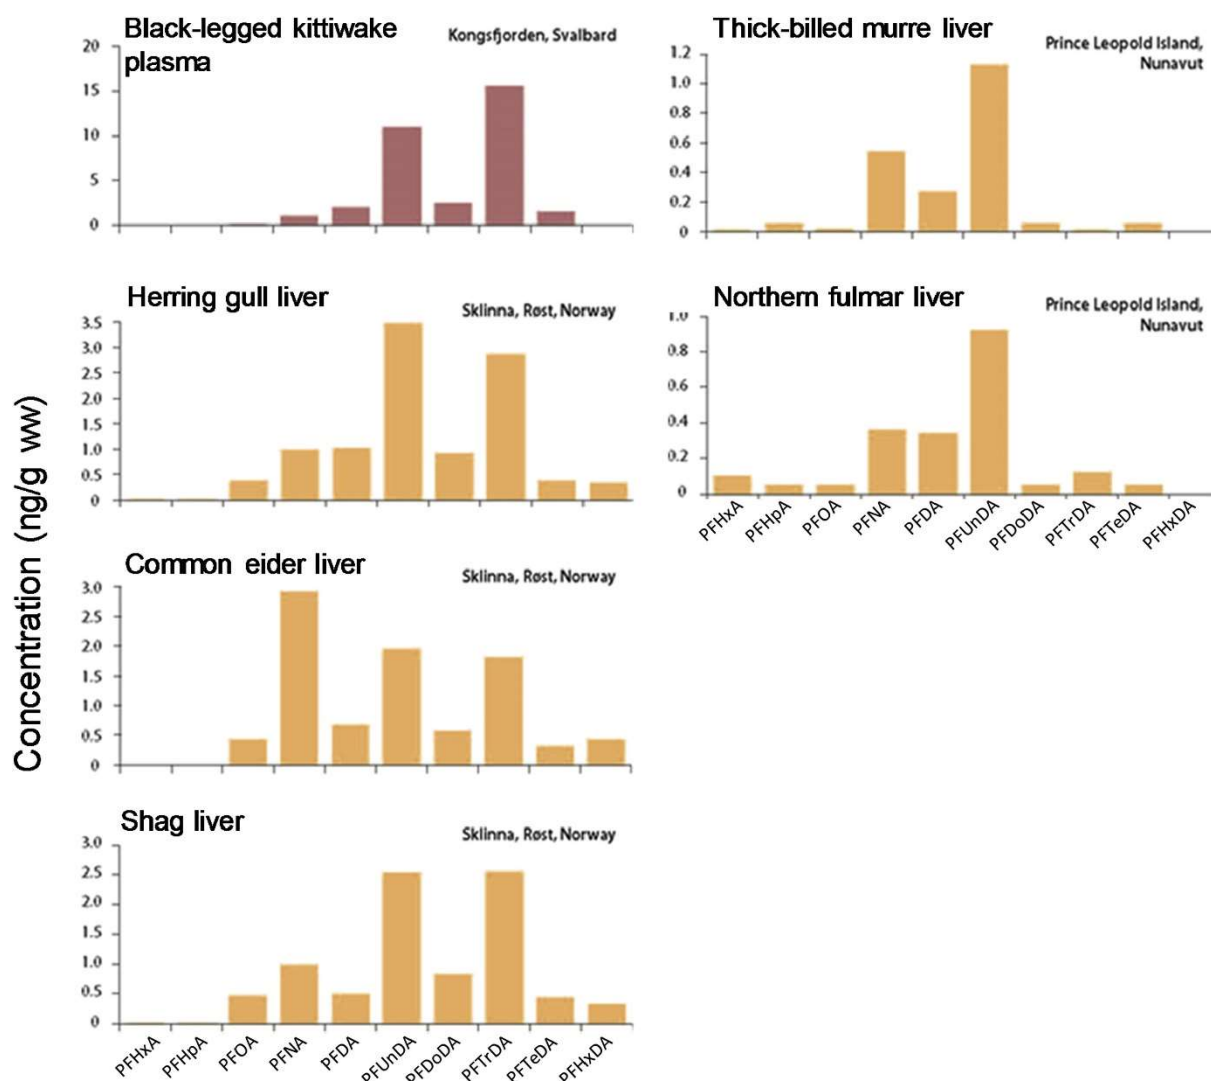 Concentration (ng/g ww)
Black-legged kittiwake
plasma
Kongsfjorden, Svalbard
20
15
10
5
0
Thick-billed murre liver
Prince Leopold Island,
Nunavut
1.2
1.0
0.8
0.6
0.4
0.2
0
Herring gull liver
Sklinna, Røst, Norway
3.5
3.0
2.5
2.0
1.5
1.0
0.5
0
Northern fulmar liver
Prince Leopold Island,
Nunavut
1.0
0.8
0.6
0.4
0.2
0
PFHxA PFHpA PFOA PFNA PFDA PFUnDA PFDoDA PFTrDA PFTeDA PFHxDA
Common eider liver
Sklinna, Røst, Norway
3.0
2.5
2.0
1.5
1.0
0.5
0
Shag liver
Sklinna, Røst, Norway
3.0
2.5
2.0
1.5
1.0
0.5
0
PFHxA PFHpA PFOA PFNA PFDA PFUnDA PFDoDA PFTrDA PFTeDA PFHxDA